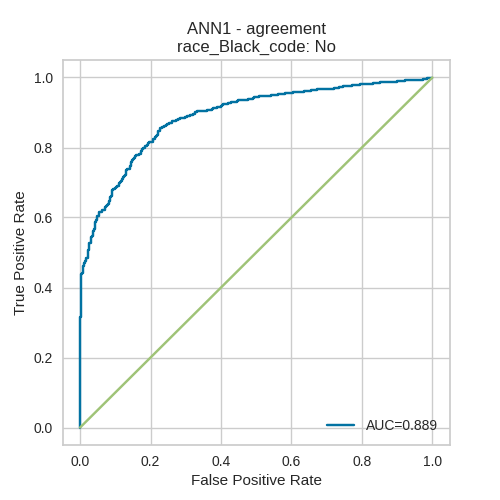 ANN1 - agreement
race_Black_code: No
True Positive Rate
1.0
0.8
0.6
0.4
0.2
0.0
AUC=0.889
0.0 0.2 0.4 0.6 0.8 1.0
False Positive Rate